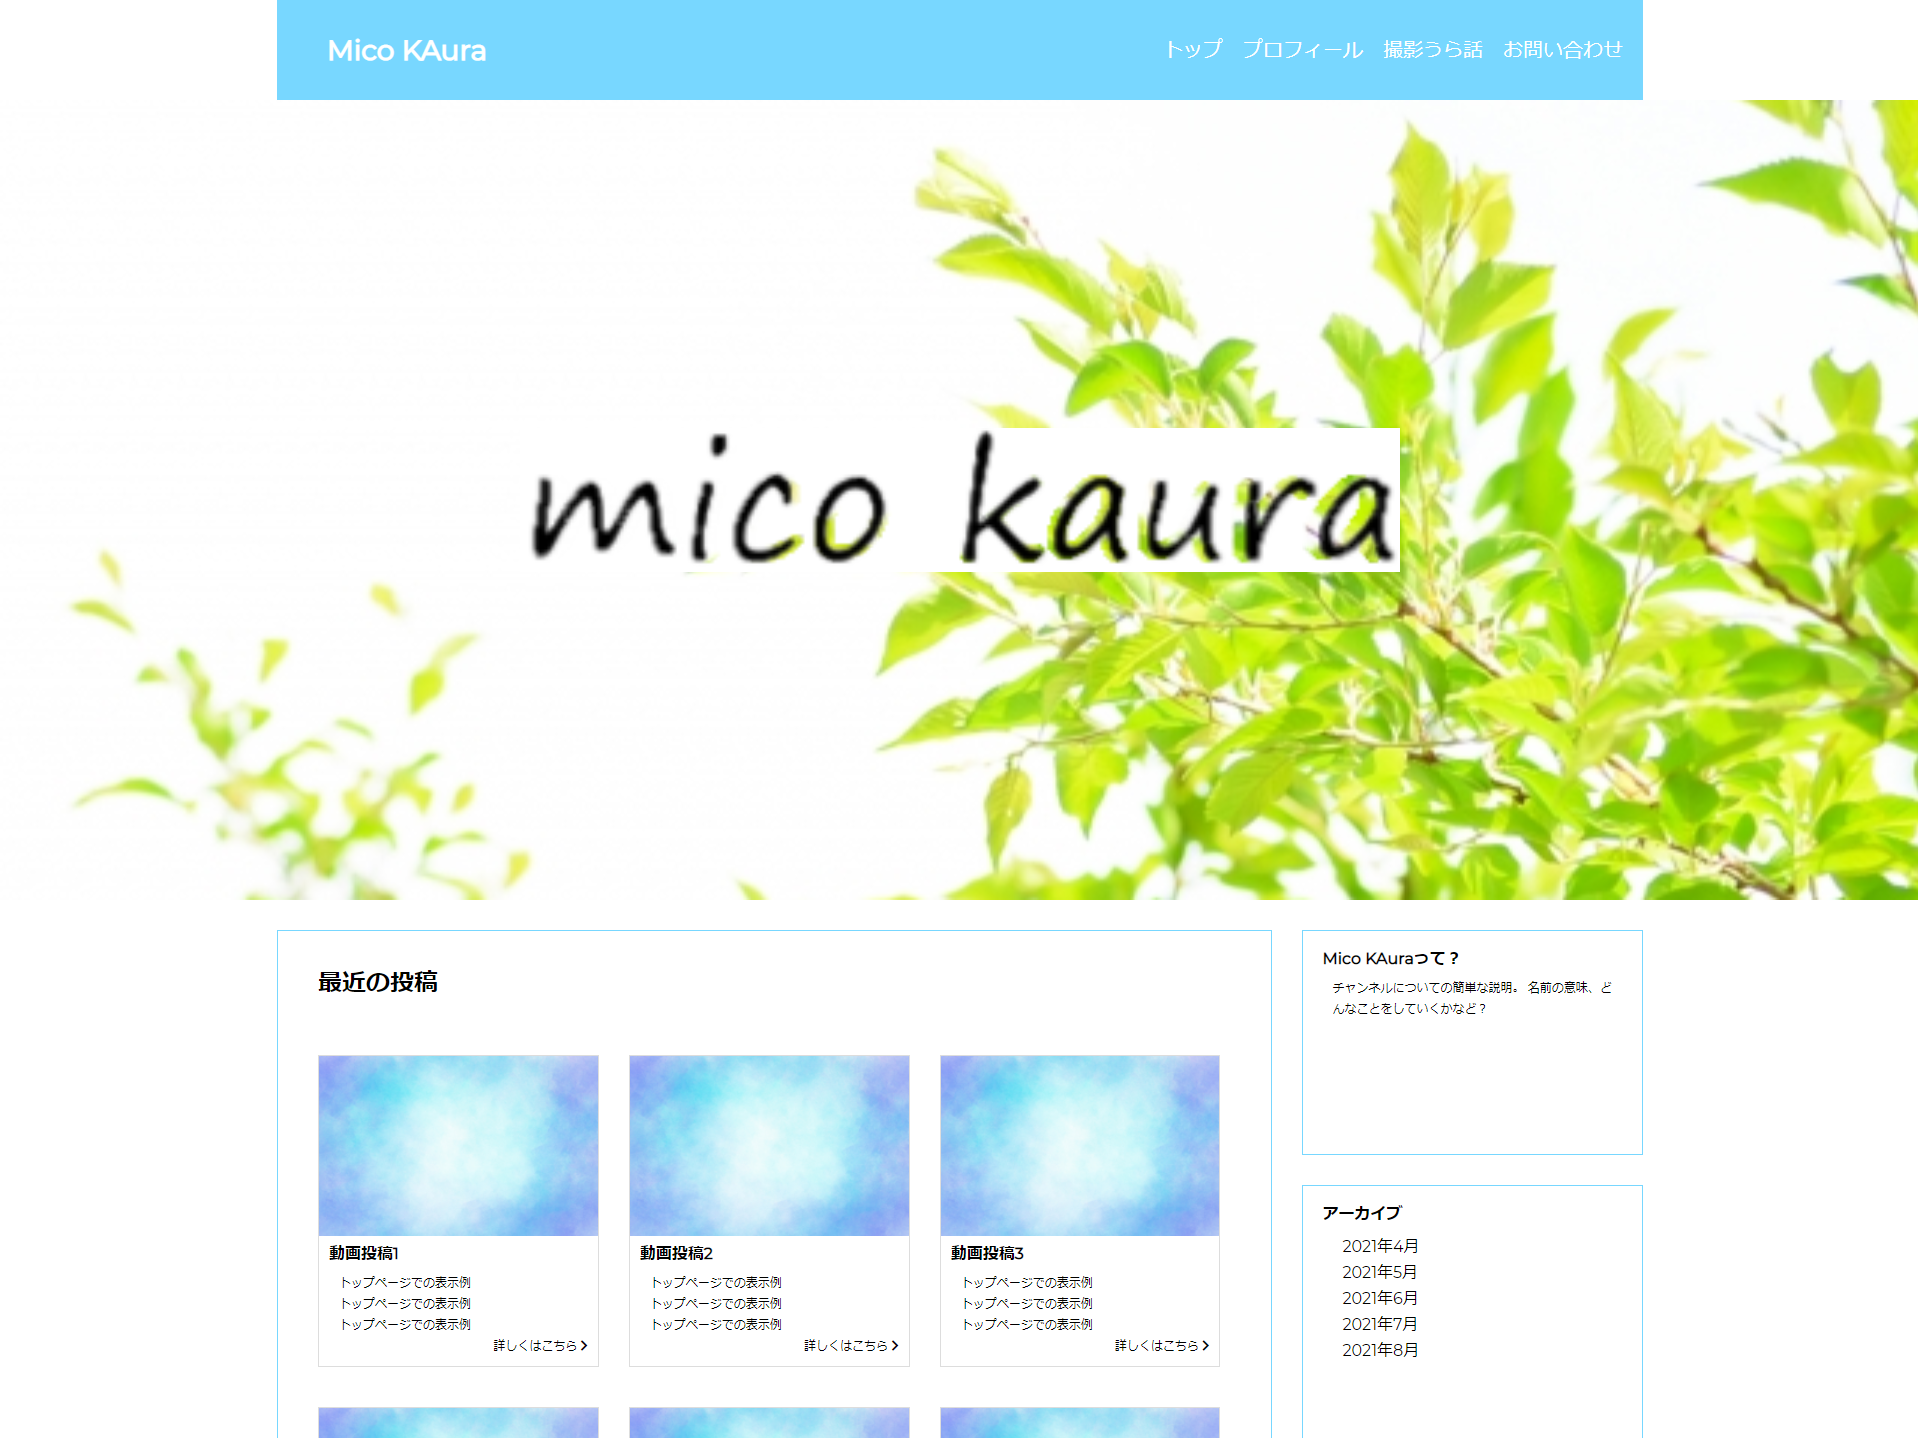 Mico KAura
トップ プロフィール 撮影うら話 お問い合わせ
mico kaura
最近の投稿
動画投稿1
トップページでの表示例
トップページでの表示例
トップページでの表示例
詳しくはこちら
動画投稿2
トップページでの表示例
トップページでの表示例
トップページでの表示例
詳しくはこちら
動画投稿3
トップページでの表示例
トップページでの表示例
トップページでの表示例
詳しくはこちら
Mico KAuraって？
チャンネルについての簡単な説明。 名前の意味、ど
んなことをしていくかなど？
アーカイブ
2021年4月
2021年5月
2021年6月
2021年7月
2021年8月